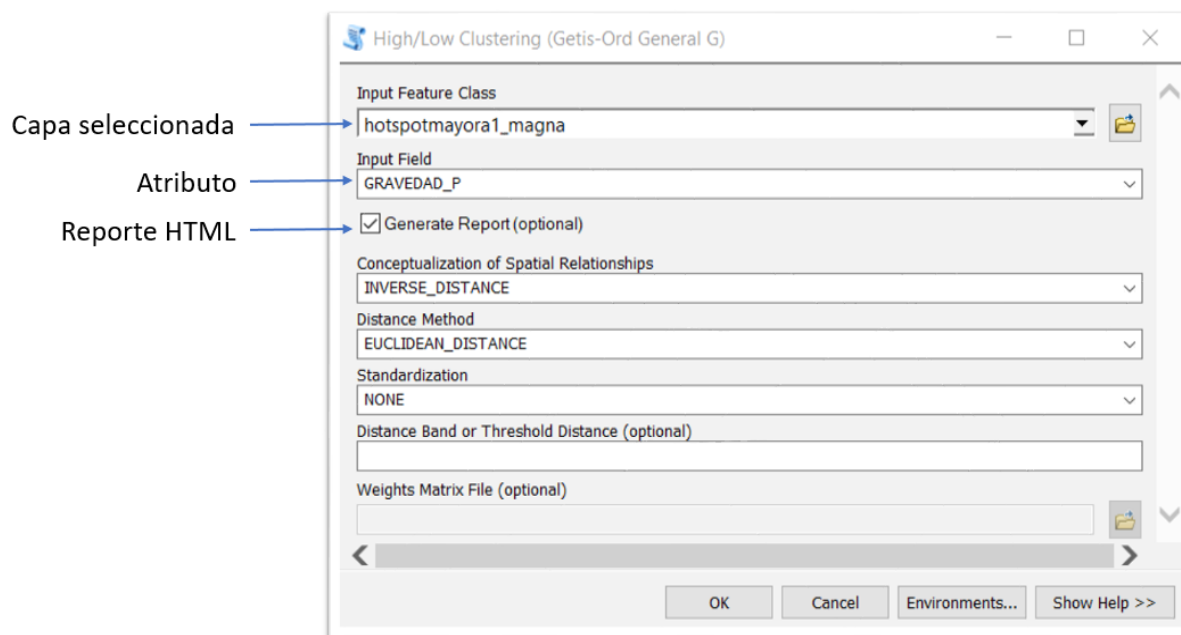 High/Low Clustering (Getis-Ord General G)
Input Feature Class
Capa seleccionada
hotspotmayora1_magna
Input Field
Atributo
GRAVEDAD_P
Reporte HTML
Generate Report (optional)
Conceptualization of Spatial Relationships
INVERSE_DISTANCE
Distance Method
EUCLIDEAN_DISTANCE
Standardization
NONE
Distance Band or Threshold Distance (optional)
Weights Matrix File (optional)
OK
Cancel
Environments...
Show Help >>